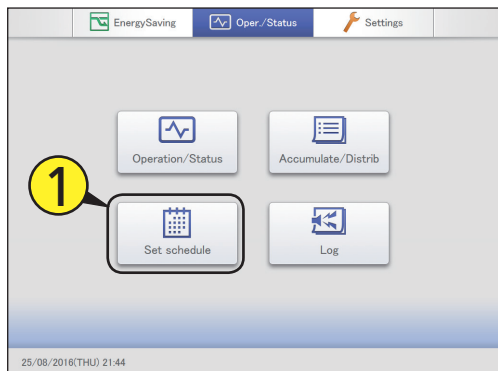 EnergySaving Oper./Status Settings
Operation/Status Accumulate/Distrib
1
Set schedule Log
25/08/2016(THU) 21:44